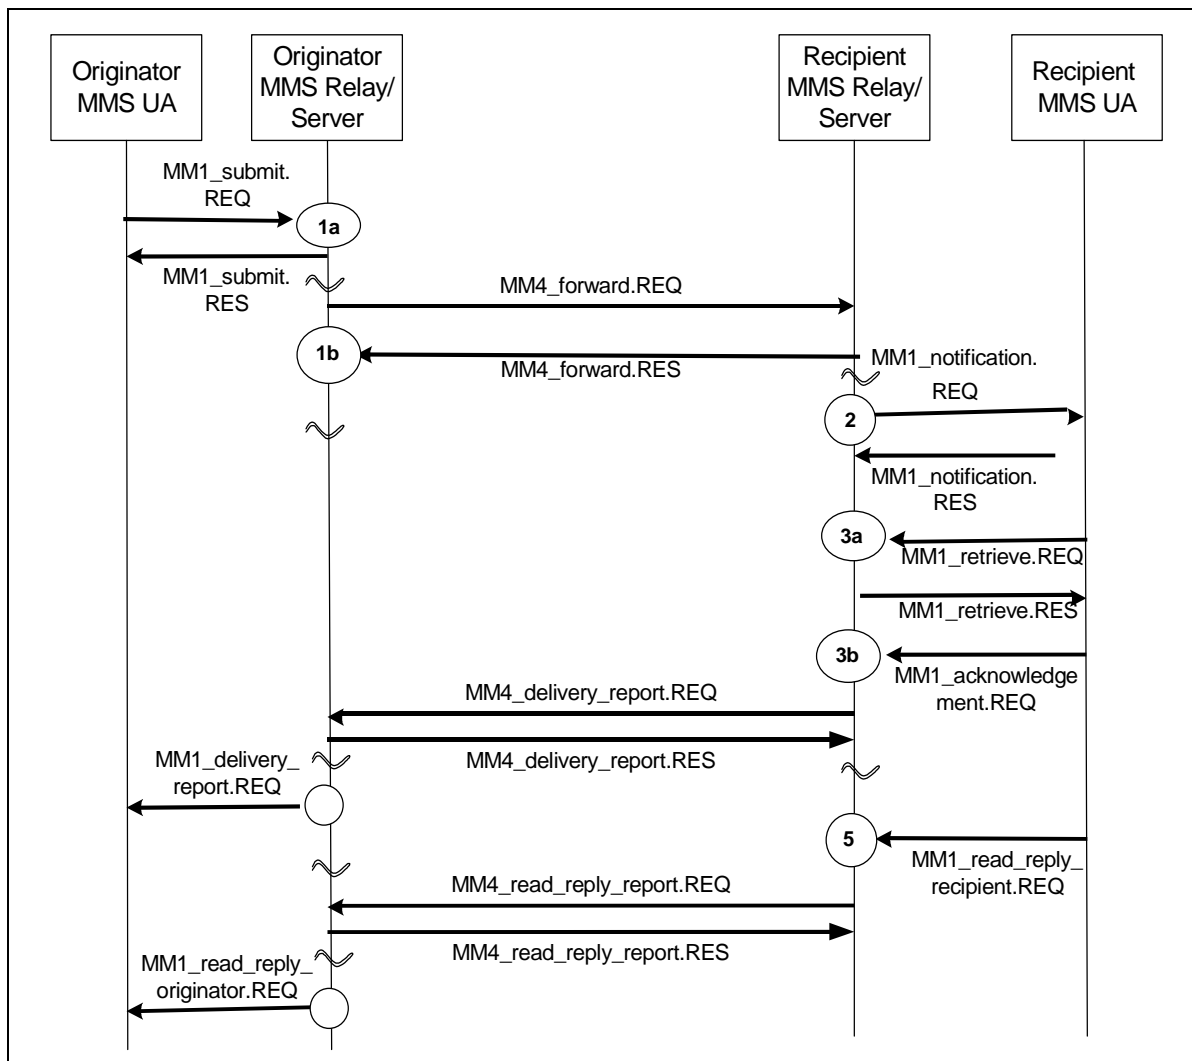 Originator
MMS UA
Originator
MMS Relay/
Server
Recipient
MMS Relay/
Server
Recipient
MMS UA
MM1_submit.
REQ
1a
MM1_submit.
RES
MM4_forward.REQ
1b
MM4_forward.RES
MM1_notification.
REQ
2
MM1_notification.
RES
3a
MM1_retrieve.REQ
MM1_retrieve.RES
3b
MM1_acknowledge
ment.REQ
MM4_delivery_report.REQ
MM4_delivery_report.RES
MM1_delivery_
report.REQ
5
MM1_read_reply_
recipient.REQ
MM4_read_reply_report.REQ
MM4_read_reply_report.RES
MM1_read_reply_
originator.REQ